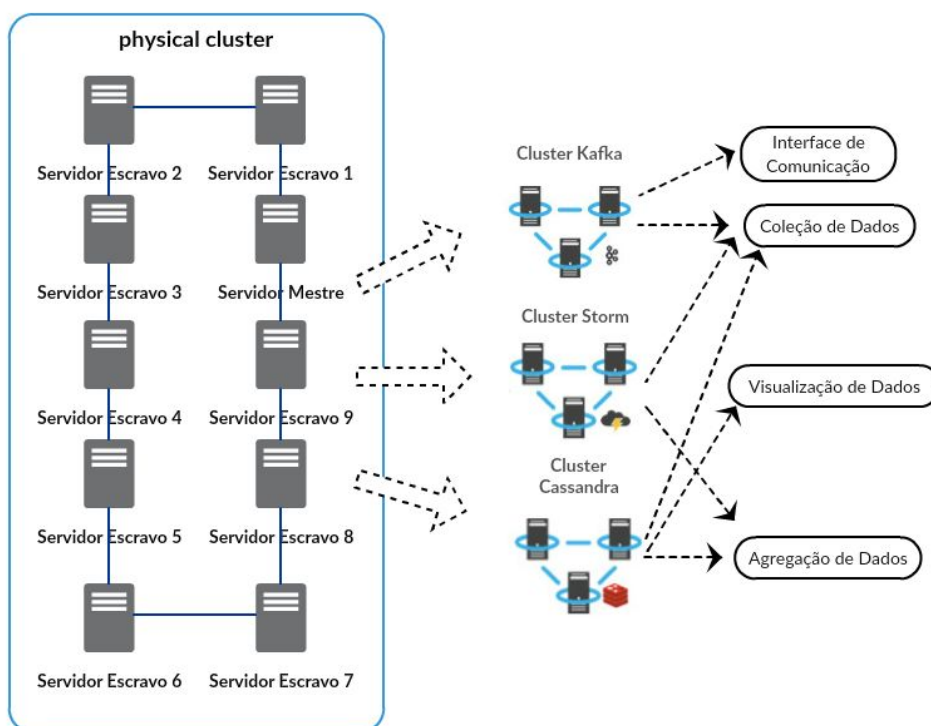 physical cluster
Servidor Escravo 2
Servidor Escravo 1
Servidor Escravo 3
Servidor Mestre
Servidor Escravo 4
Servidor Escravo 9
Servidor Escravo 5
Servidor Escravo 8
Servidor Escravo 6
Servidor Escravo 7
Cluster Kafka
Cluster Storm
Cluster
Cassandra
Interface de
Comunicação
Coleção de Dados
Visualização de Dados
Agregação de Dados